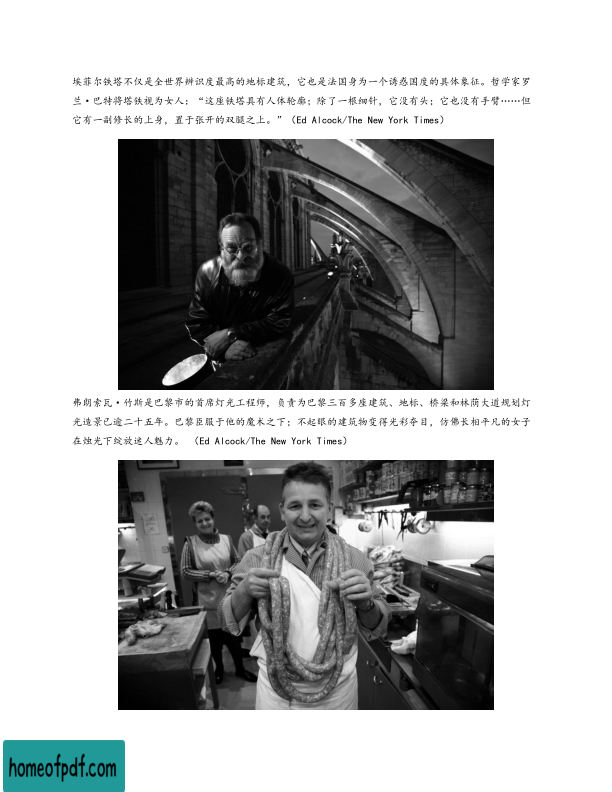 埃菲尔铁塔不仅是全世界辨识度最高的地标建筑，它也是法国身为一个诱惑国度的具体象征。哲学家罗
兰·巴特将塔铁视为女人：“这座铁塔具有人体轮廓；除了一根细针，它没有头；它也没有手臂……但
它有一副修长的上身，置于张开的双腿之上。”（Ed Alcock/The New York Times）
弗朗索瓦·竹斯是巴黎市的首席灯光工程师，负责为巴黎三百多座建筑、地标、桥梁和林荫大道规划灯
光造景已逾二十五年。巴黎臣服于他的魔术之下；不起眼的建筑物变得光彩夺目，仿佛长相平凡的女子
在烛光下绽放迷人魅力。 （Ed Alcock/The New York Times）
homeofpdf.com